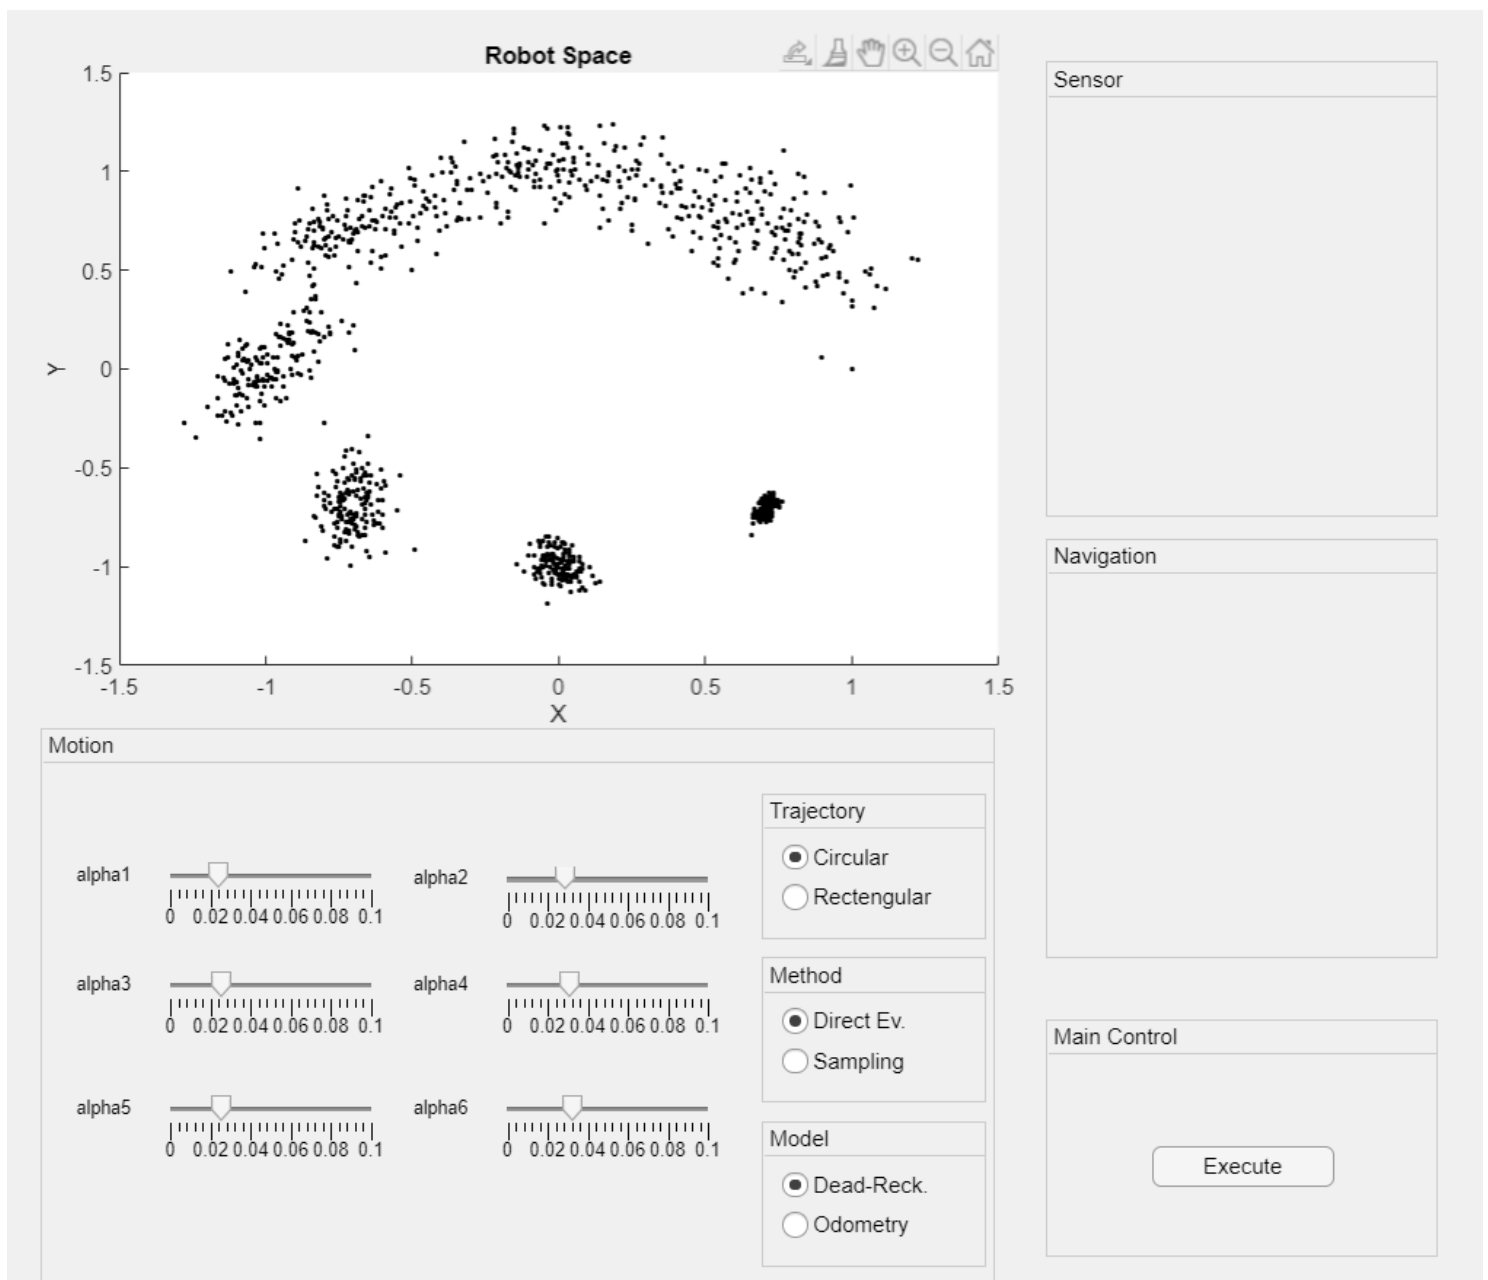 Robot Space
1.5
1
0.5
0
-0.5
-1
-1.5
Y
-1.5 -1 -0.5 0 0.5 1 1.5
X
Motion
alpha1
0 0.02 0.04 0.06 0.08 0.1
alpha2
0 0.02 0.04 0.06 0.08 0.1
alpha3
0 0.02 0.04 0.06 0.08 0.1
alpha4
0 0.02 0.04 0.06 0.08 0.1
alpha5
0 0.02 0.04 0.06 0.08 0.1
alpha6
0 0.02 0.04 0.06 0.08 0.1
Trajectory
Circular
Rectengular
Method
Direct Ev.
Sampling
Model
Dead-Reck.
Odometry
Sensor
Navigation
Main Control
Execute